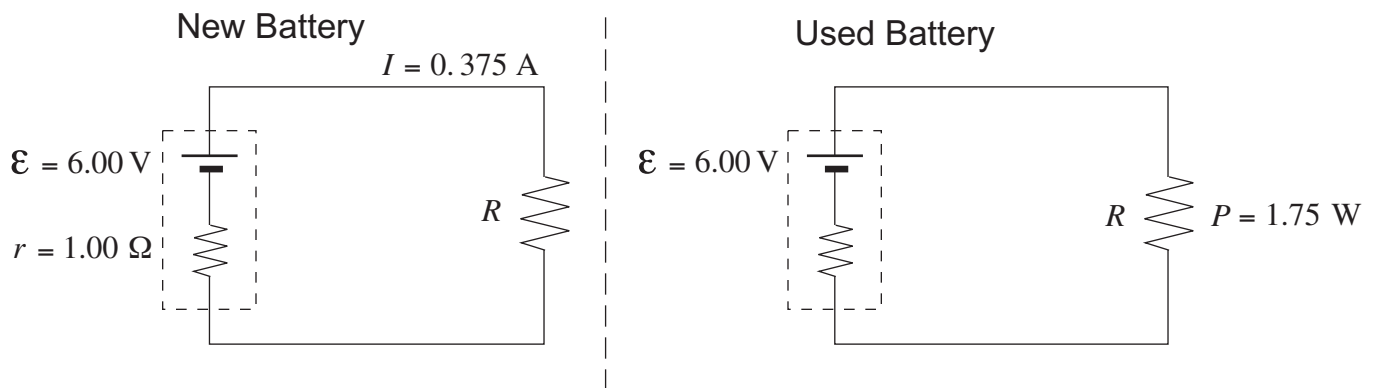 New Battery
I = 0.375 A
ε = 6.00 V
r = 1.00 Ω
R
Used Battery
ε = 6.00 V
R
P = 1.75 W